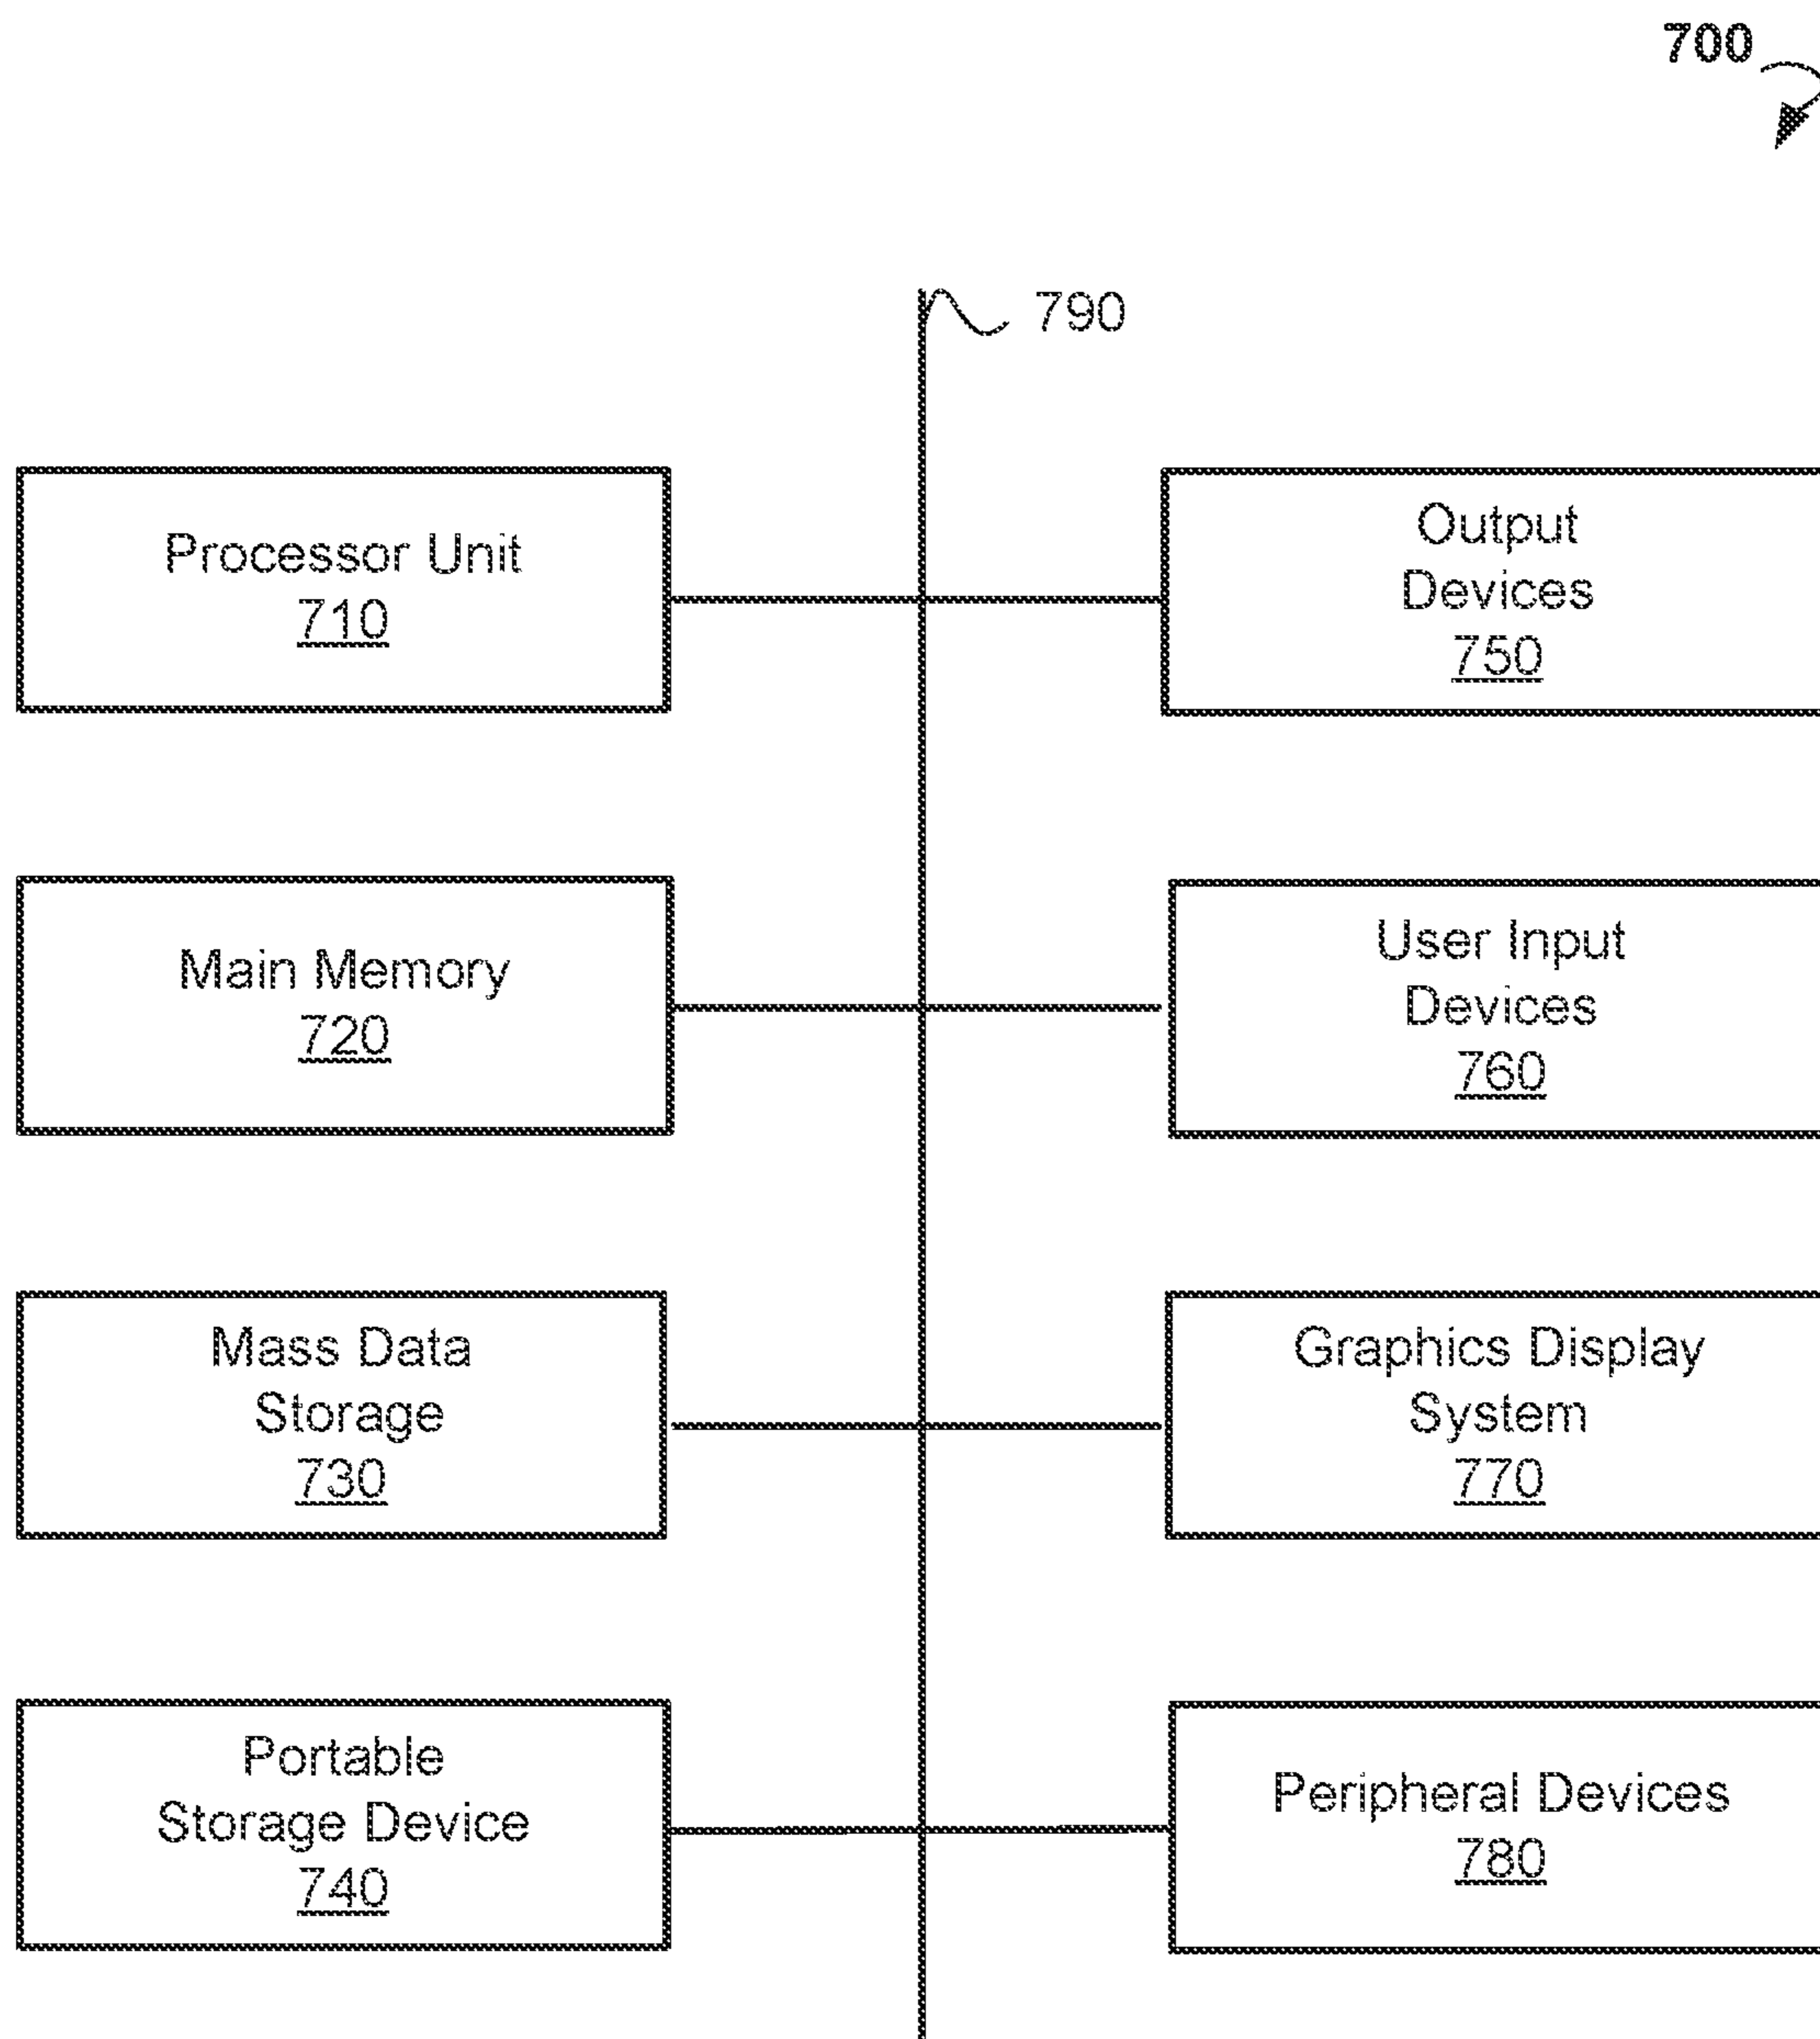 700
790
Processor Unit
710
Output
Devices
750
Main Memory
720
User Input
Devices
760
Mass Data
Storage
730
Graphics Display
System
770
Portable
Storage Device
740
Peripheral Devices
780